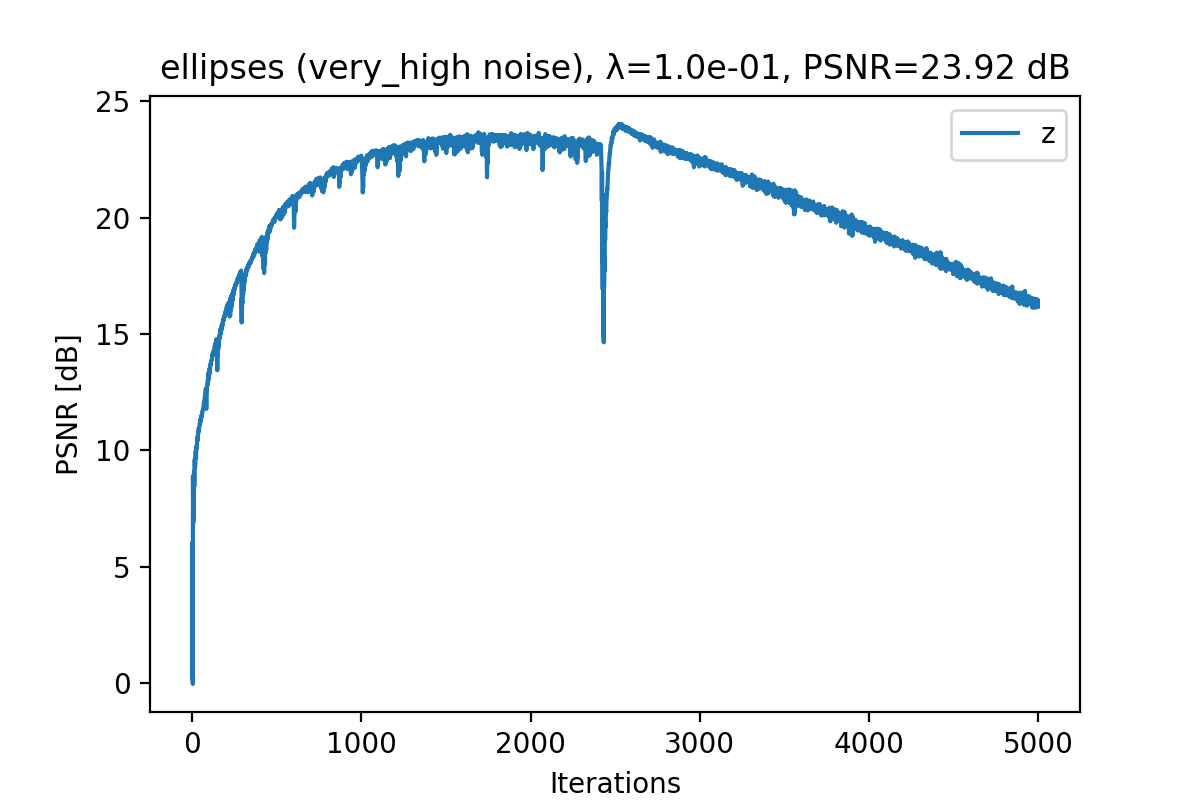 ellipses (very_high noise), λ=1.0e-01, PSNR=23.92 dB
z
PSNR [dB]
25
20
15
10
5
0
0 1000 2000 3000 4000 5000
Iterations